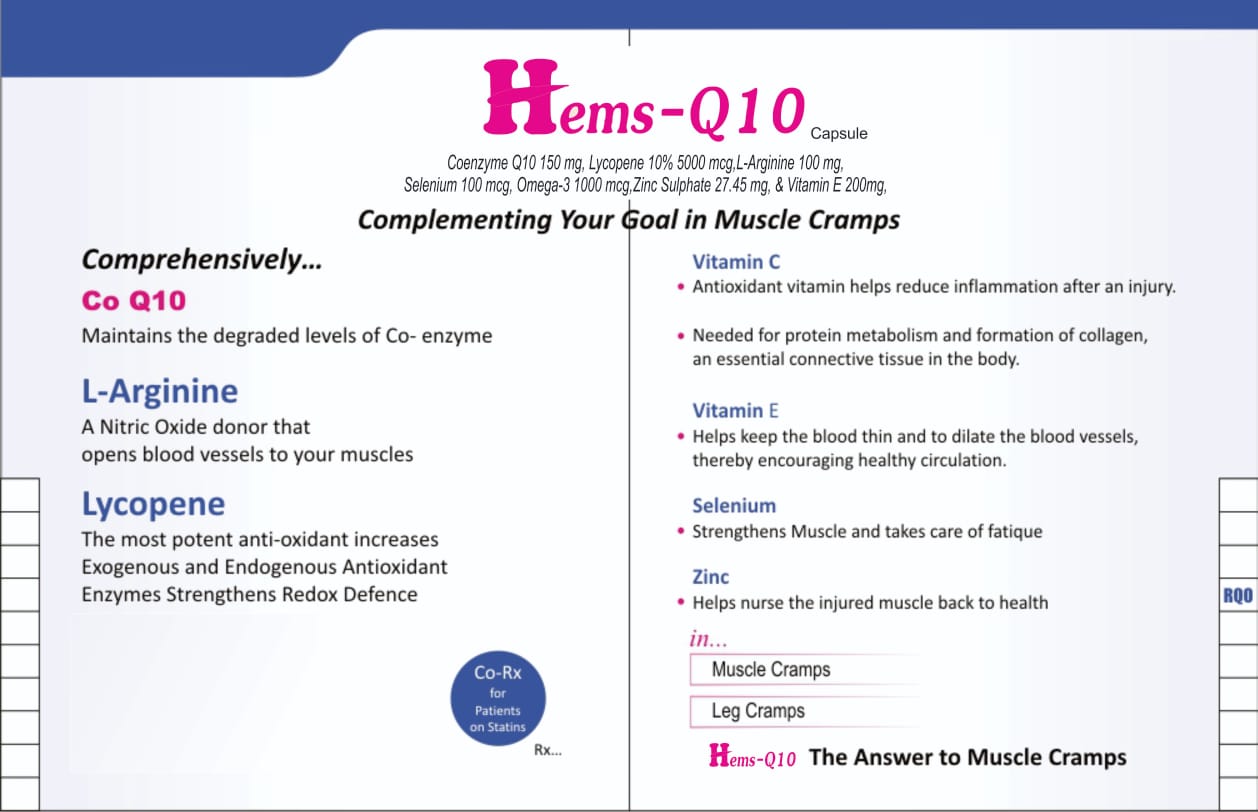 Hems-Q10 Capsule
Coenzyme Q10 150 mg, Lycopene 10% 5000 mcg,L-Arginine 100 mg,
Selenium 100 mcg, Omega-3 1000 mcg,Zinc Sulphate 27.45 mg, & Vitamin E 200mg,
Complementing Your Goal in Muscle Cramps
Comprehensively...
Co Q10
Maintains the degraded levels of Co- enzyme
L-Arginine
A Nitric Oxide donor that
opens blood vessels to your muscles
Lycopene
The most potent anti-oxidant increases
Exogenous and Endogenous Antioxidant
Enzymes Strengthens Redox Defence
Co-Rx
for
Patients
on Statins
Rx...
Vitamin C
• Antioxidant vitamin helps reduce inflammation after an injury.
• Needed for protein metabolism and formation of collagen,
an essential connective tissue in the body.
Vitamin E
• Helps keep the blood thin and to dilate the blood vessels,
thereby encouraging healthy circulation.
Selenium
• Strengthens Muscle and takes care of fatique
Zinc
• Helps nurse the injured muscle back to health
in...
Muscle Cramps
Leg Cramps
Hems-Q10 The Answer to Muscle Cramps
RQO